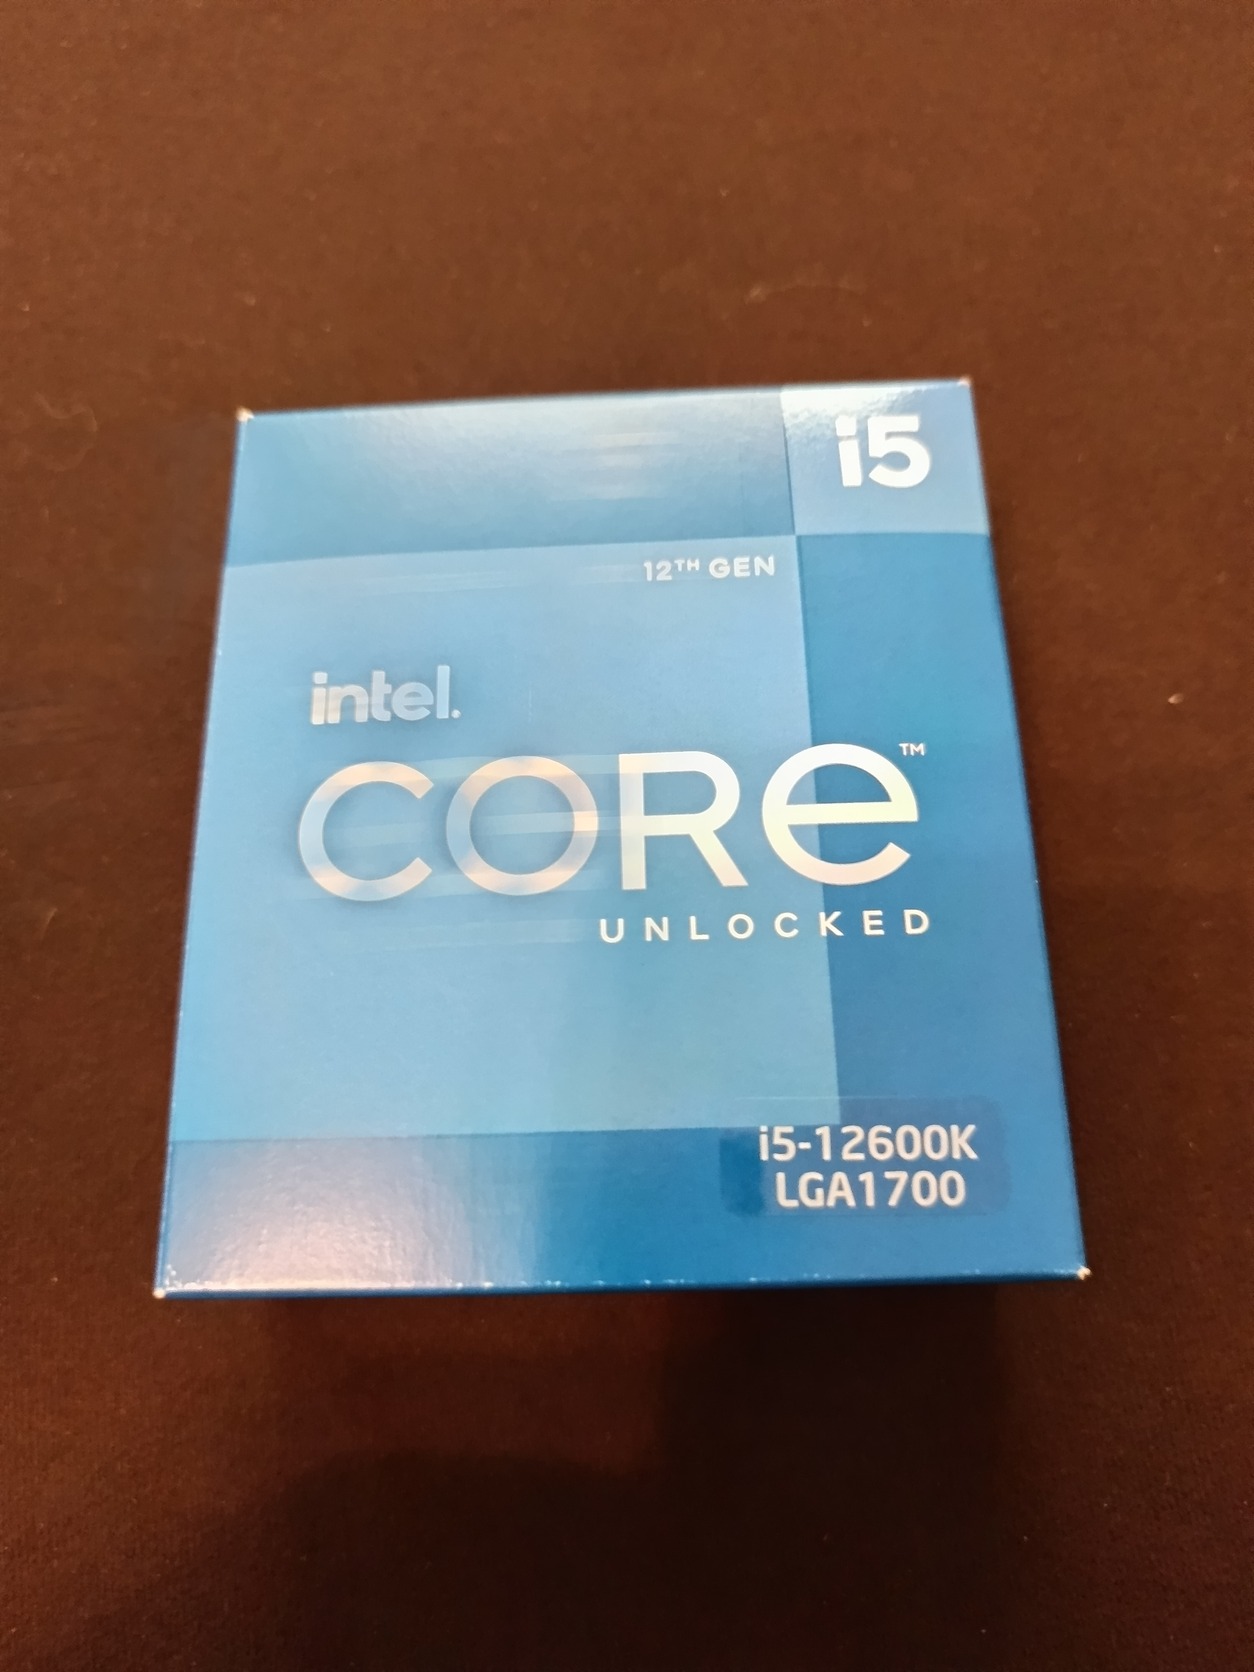 i5
12TH GEN
intel.
CORe™
UNLOCKED
i5-12600K
LGA1700